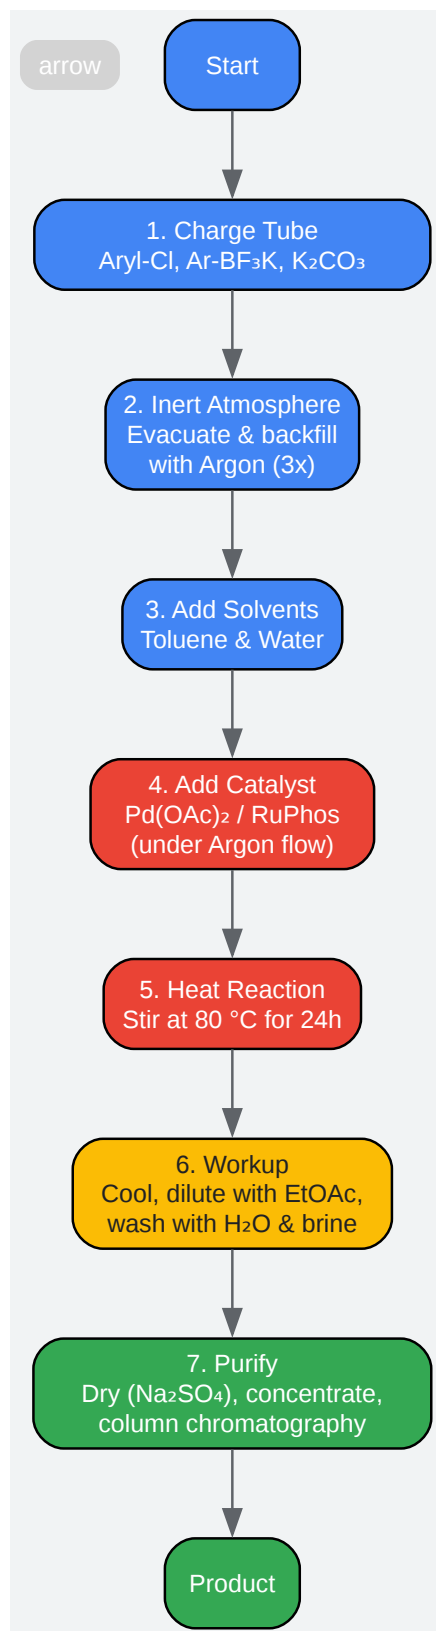 arrow
Start
1. Charge Tube
Aryl-Cl, Ar-BF₃K, K₂CO₃
2. Inert Atmosphere
Evacuate & backfill
with Argon (3x)
3. Add Solvents
Toluene & Water
4. Add Catalyst
Pd(OAc)₂ / RuPhos
(under Argon flow)
5. Heat Reaction
Stir at 80 °C for 24h
6. Workup
Cool, dilute with EtOAc,
wash with H₂O & brine
7. Purify
Dry (Na₂SO₄), concentrate,
column chromatography
Product